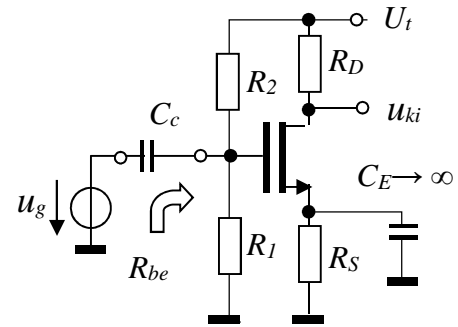 U_t
R_2
R_D
C_c
u_ki
C_E → ∞
u_g
R_be
R_1
R_S